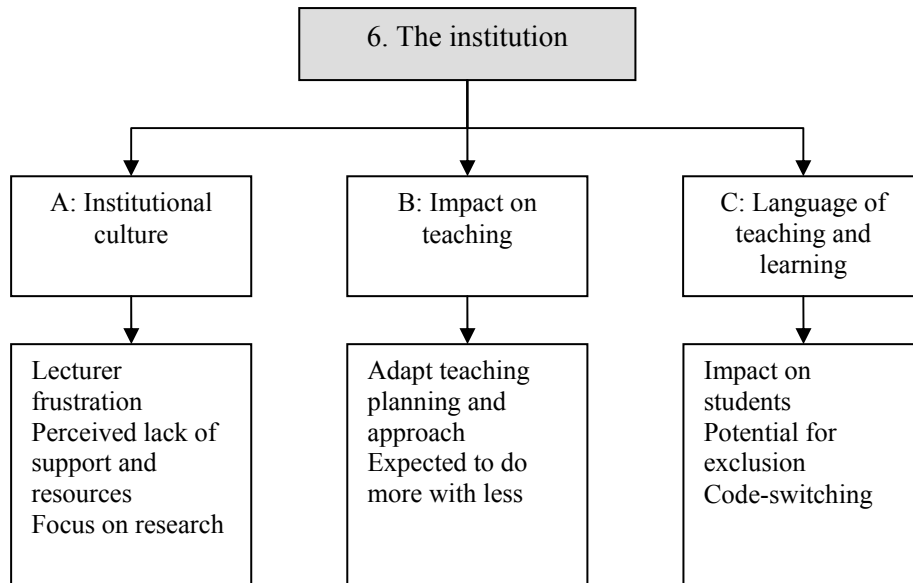 6. The institution
A: Institutional
culture
B: Impact on
teaching
C: Language of
teaching and
learning
Lecturer
frustration
Perceived lack of
support and
resources
Focus on research
Adapt teaching
planning and
approach
Expected to do
more with less
Impact on
students
Potential for
exclusion
Code-switching